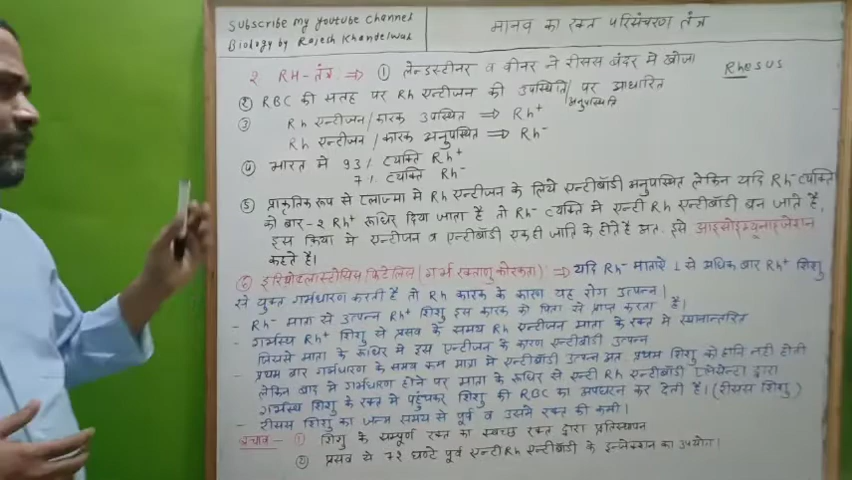 Subscribe my Youtube Channel
Biology by Rajesh Khandelwal
मानव का रक्त परिसंचरण तंत्र
२ RH-तंत्र ⇒ ① लेन्डस्टीनर व वीनर ने रीसस बंदर मे खोजा
Rhesus
② RBC की सतह पर Rh एन्टीजन की उपस्थिति/ पर आधारित
अनुपस्थिति
③ Rh एन्टीजन/कारक उपस्थित ⇒ Rh+
Rh एन्टीजन/कारक अनुपस्थित ⇒ Rh-
④ भारत मे 93% व्यक्ति Rh+
7% व्यक्ति Rh-
⑤ प्राकृतिक रूप से प्लाज्मा मे Rh एन्टीजन के लिये एन्टीबॉडी अनुपस्थित लेकिन यदि Rh- व्यक्ति
को बार-२ Rh+ रूधिर दिया जाता है तो Rh- व्यक्ति मे एन्टी Rh एन्टीबॉडी बन जाते है,
इस क्रिया मे एन्टीजन व एन्टीबॉडी एक ही जाति के होते है अतः इसे आइसोइम्यूनाइजेशन
कहते है।
⑥ इरिथ्रोब्लास्टोसिस फिटेलिस (गर्भ रक्ताणु कोरकता) ⇒ यदि Rh- माताऐ 1 से अधिक बार Rh+ शिशु
से युक्त गर्भधारण करती है तो Rh कारक के कारण यह रोग उत्पन्न।
- Rh- माता से उत्पन्न Rh+ शिशु इस कारक को पिता से प्राप्त करता है।
- गर्भस्थ Rh+ शिशु से प्रसव के समय Rh एन्टीजन माता के रक्त मे स्थानान्तरित
जिससे माता के रूधिर मे इस एन्टीजन के कारण एन्टीबॉडी उत्पन्न
- प्रथम बार गर्भधारण के समय कम मात्रा मे एन्टीबॉडी उत्पन्न अतः प्रथम शिशु को हानि नही होती
लेकिन बाद मे गर्भधारण होने पर माता के रूधिर से एन्टी Rh एन्टीबॉडी प्लेसेन्टा द्वारा
गर्भस्थ शिशु के रक्त मे पहुंचकर शिशु की RBC का अपघटन कर देती है। (रीसस शिशु)
- रीसस शिशु का जन्म समय से पूर्व व उसमे रक्त की कमी।
बचाव - ① शिशु के सम्पूर्ण रक्त का स्वच्छ रक्त द्वारा प्रतिस्थापन
② प्रसव ये 72 घण्टे पूर्व एन्टी Rh एन्टीबॉडी के इन्जेक्शन का उपयोग।